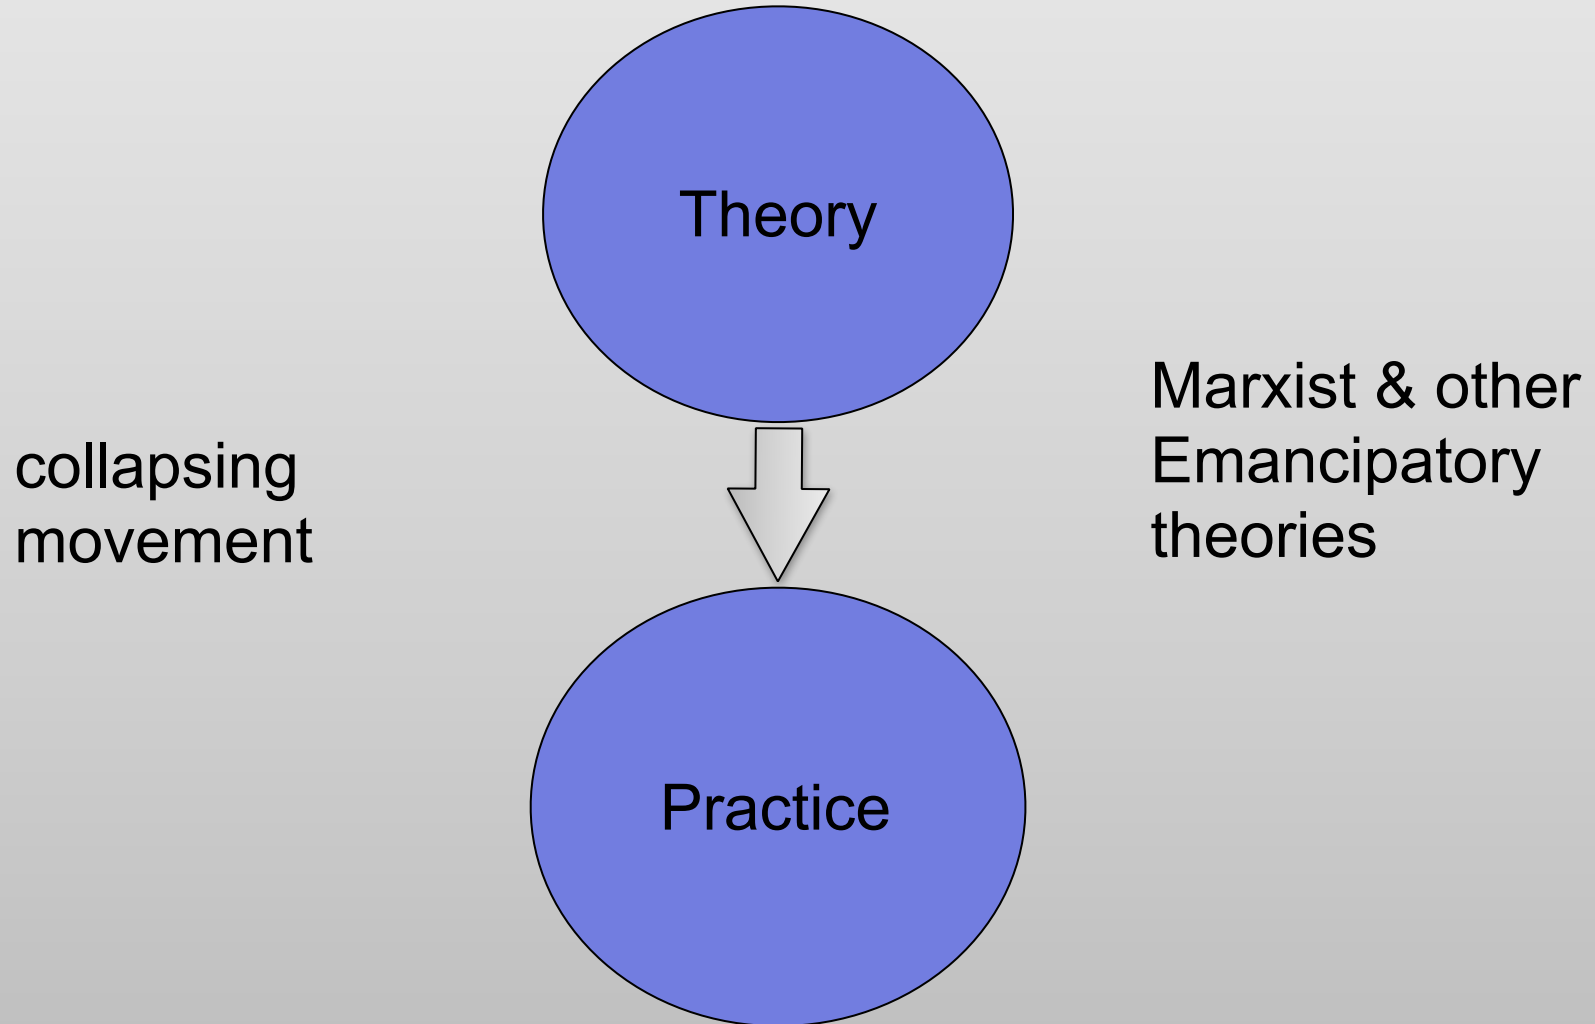 Theory
collapsing
movement
Marxist & other
Emancipatory
theories
Practice